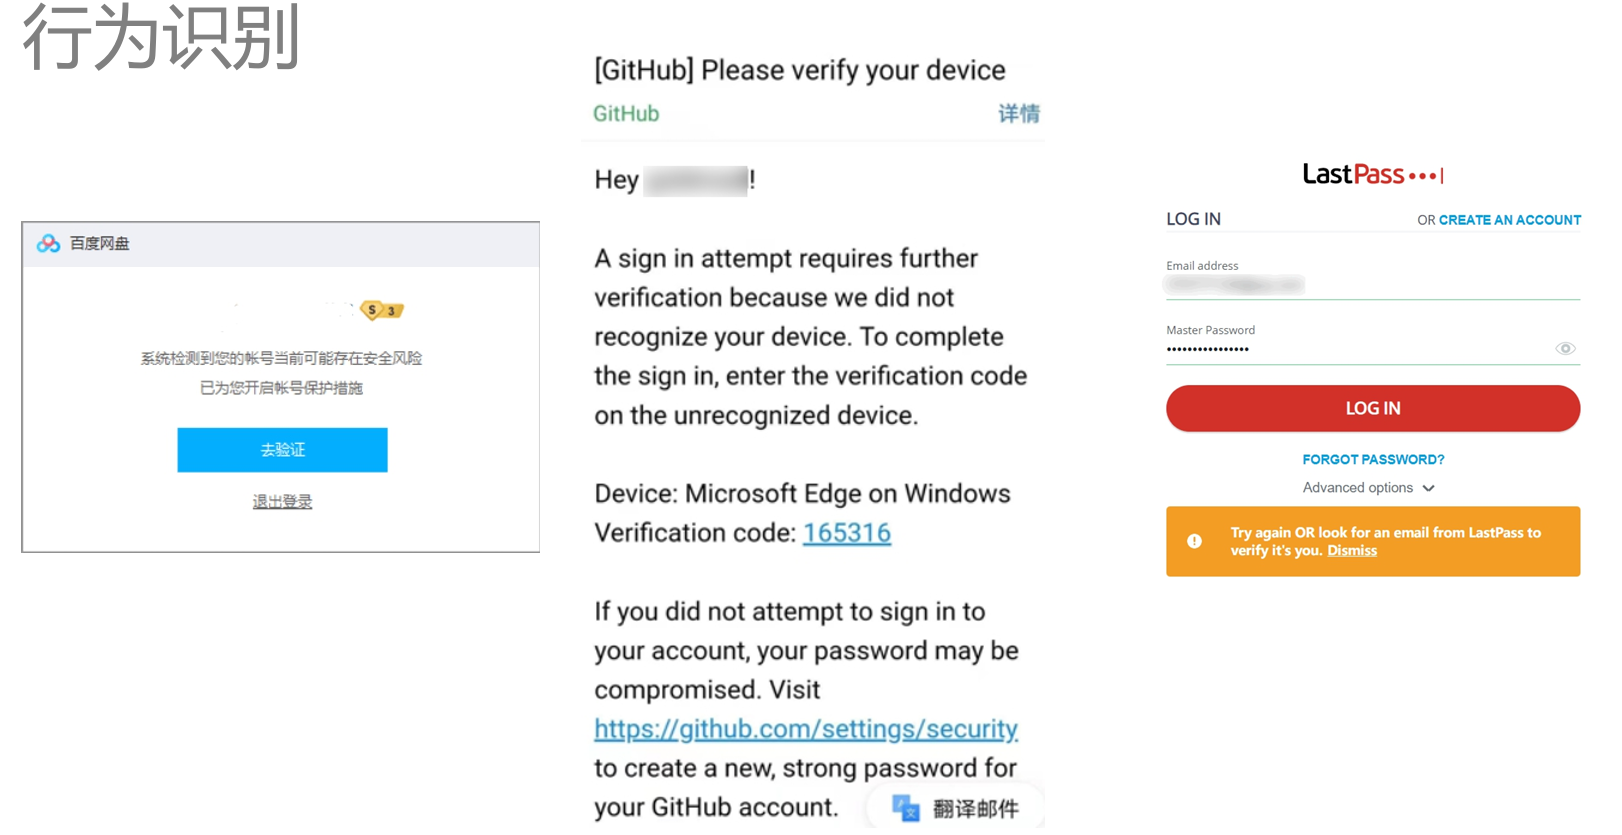 行为识别
百度网盘
S 3
系统检测到您的帐号当前可能存在安全风险
已为您开启帐号保护措施
去验证
退出登录
[GitHub] Please verify your device
GitHub 详情
Hey !
A sign in attempt requires further
verification because we did not
recognize your device. To complete
the sign in, enter the verification code
on the unrecognized device.
Device: Microsoft Edge on Windows
Verification code: 165316
If you did not attempt to sign in to
your account, your password may be
compromised. Visit
https://github.com/settings/security
to create a new, strong password for
your GitHub account.
翻译邮件
LastPass
LOG IN OR CREATE AN ACCOUNT
Email address
Master Password
••••••••••••••••
LOG IN
FORGOT PASSWORD?
Advanced options
Try again OR look for an email from LastPass to
verify it's you. Dismiss